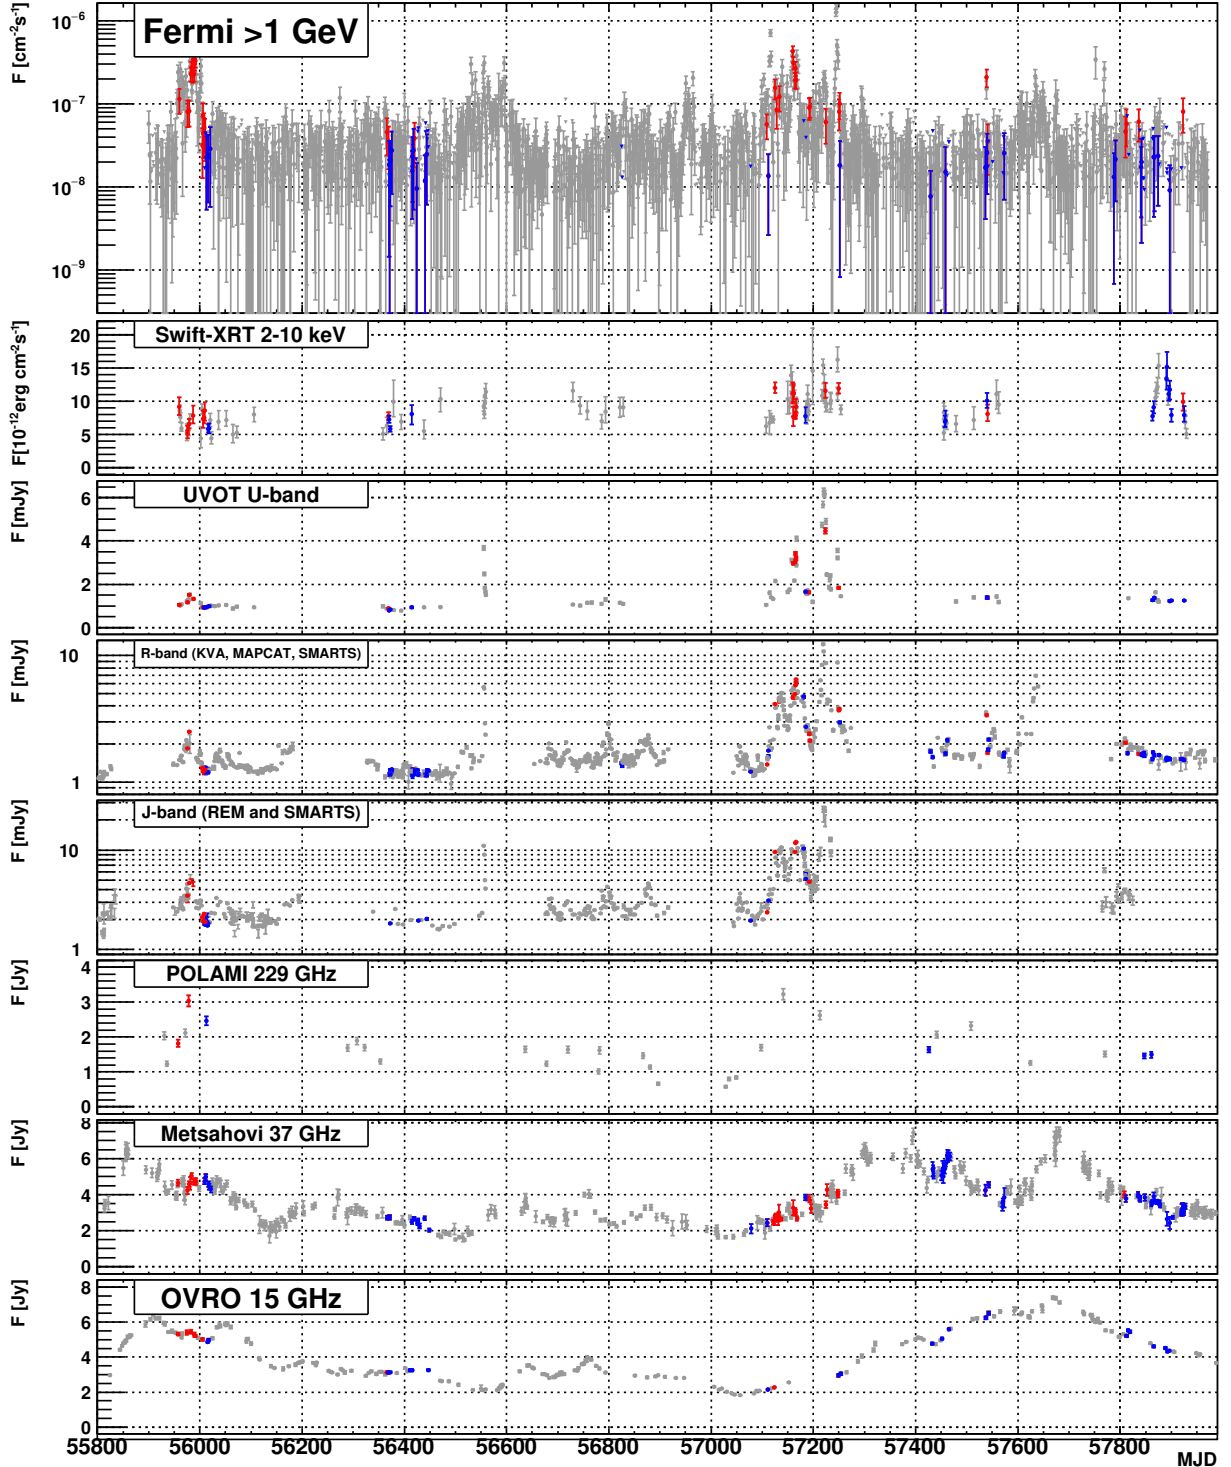 F [cm⁻²s⁻¹]
Fermi >1 GeV
10⁻⁶
10⁻⁷
10⁻⁸
10⁻⁹
F[10⁻¹²erg cm⁻²s⁻¹]
Swift-XRT 2-10 keV
20
15
10
5
0
F [mJy]
UVOT U-band
6
4
2
0
F [mJy]
R-band (KVA, MAPCAT, SMARTS)
10
1
F [mJy]
J-band (REM and SMARTS)
10
1
F [Jy]
POLAMI 229 GHz
4
3
2
1
0
F [Jy]
Metsahovi 37 GHz
8
6
4
2
0
F [Jy]
OVRO 15 GHz
8
6
4
2
0
55800 56000 56200 56400 56600 56800 57000 57200 57400 57600 57800
MJD